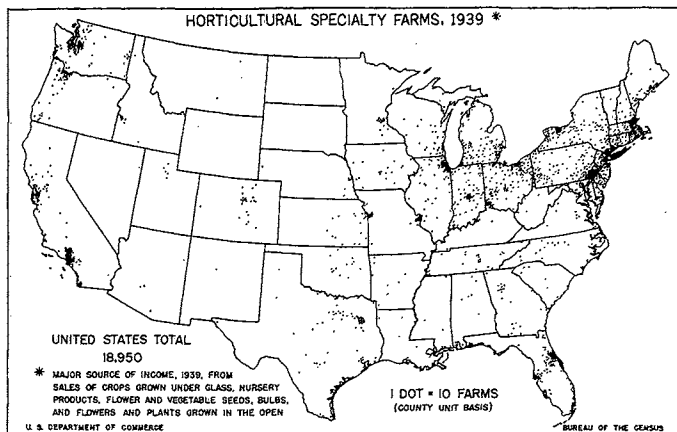 HORTICULTURAL SPECIALTY FARMS, 1939 *
UNITED STATES TOTAL
18,950
* MAJOR SOURCE OF INCOME, 1939, FROM
SALES OF CROPS GROWN UNDER GLASS, NURSERY
PRODUCTS, FLOWER AND VEGETABLE SEEDS, BULBS,
AND FLOWERS AND PLANTS GROWN IN THE OPEN
1 DOT = 10 FARMS
(COUNTY UNIT BASIS)
U. S. DEPARTMENT OF COMMERCE
BUREAU OF THE CENSUS